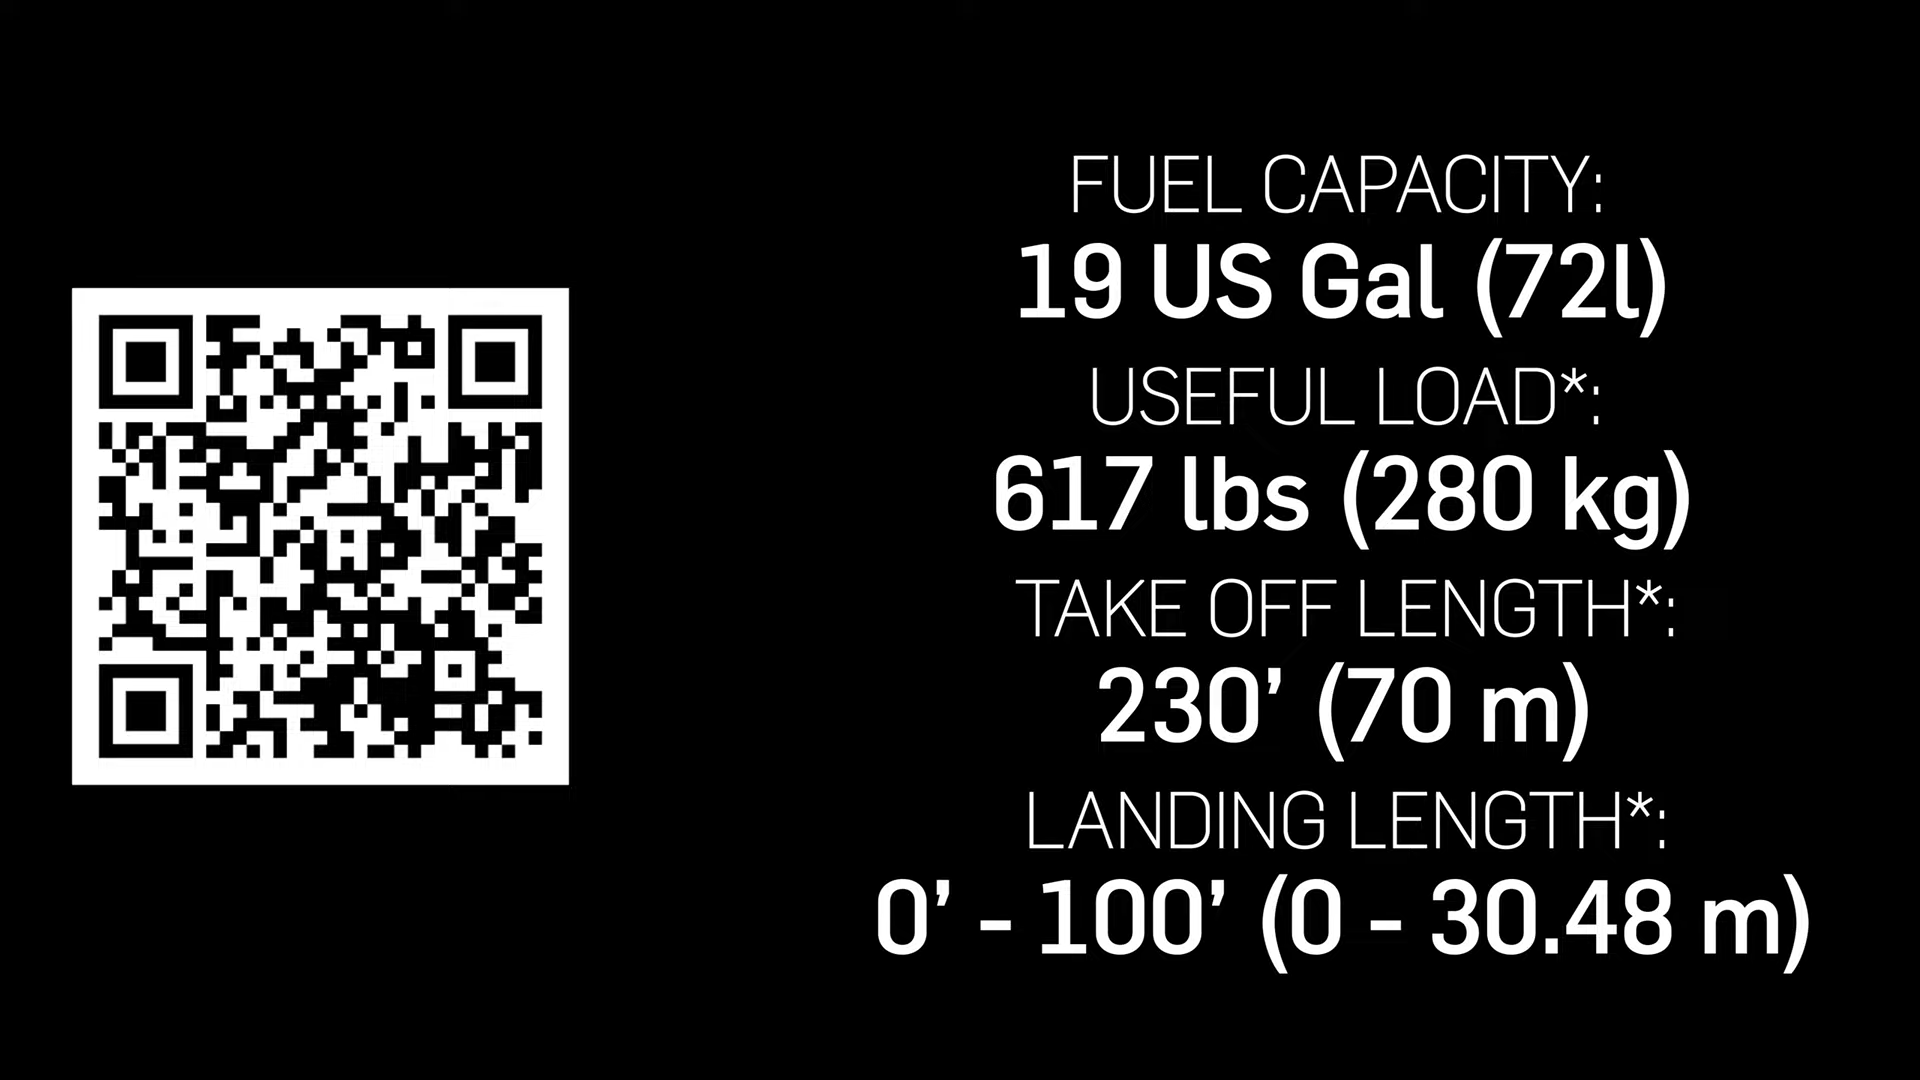 FUEL CAPACITY:
19 US Gal (72l)
USEFUL LOAD*:
617 lbs (280 kg)
TAKE OFF LENGTH*:
230’ (70 m)
LANDING LENGTH*:
0’ - 100’ (0 - 30.48 m)